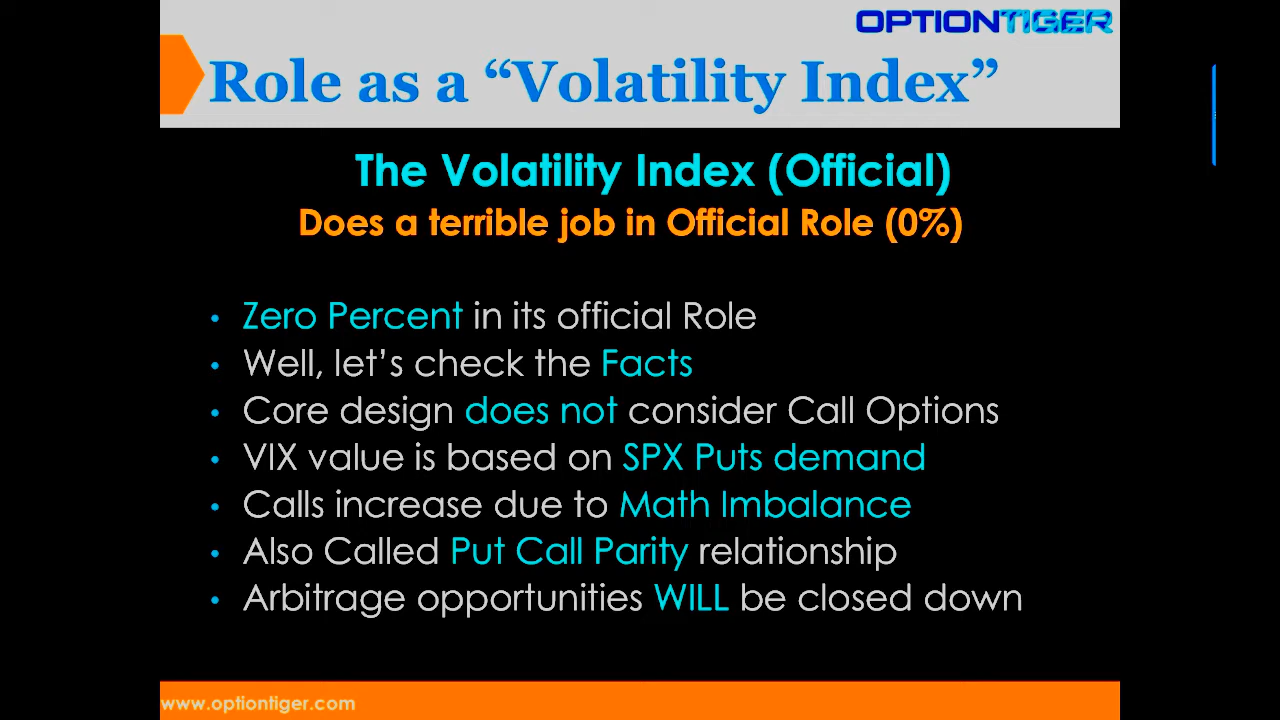 OPTIONTIGER
Role as a “Volatility Index”
The Volatility Index (Official)
Does a terrible job in Official Role (0%)
• Zero Percent in its official Role
• Well, let’s check the Facts
• Core design does not consider Call Options
• VIX value is based on SPX Puts demand
• Calls increase due to Math Imbalance
• Also Called Put Call Parity relationship
• Arbitrage opportunities WILL be closed down
www.optiontiger.com